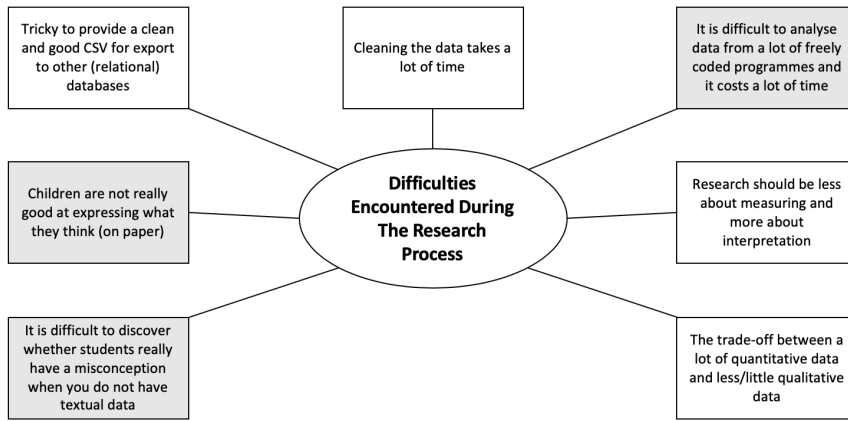 Tricky to provide a clean
and good CSV for export
to other (relational)
databases
Cleaning the data takes a
lot of time
It is difficult to analyse
data from a lot of freely
coded programmes and
it costs a lot of time
Children are not really
good at expressing what
they think (on paper)
Difficulties
Encountered During
The Research
Process
Research should be less
about measuring and
more about
interpretation
It is difficult to discover
whether students really
have a misconception
when you do not have
textual data
The trade-off between a
lot of quantitative data
and less/little qualitative
data